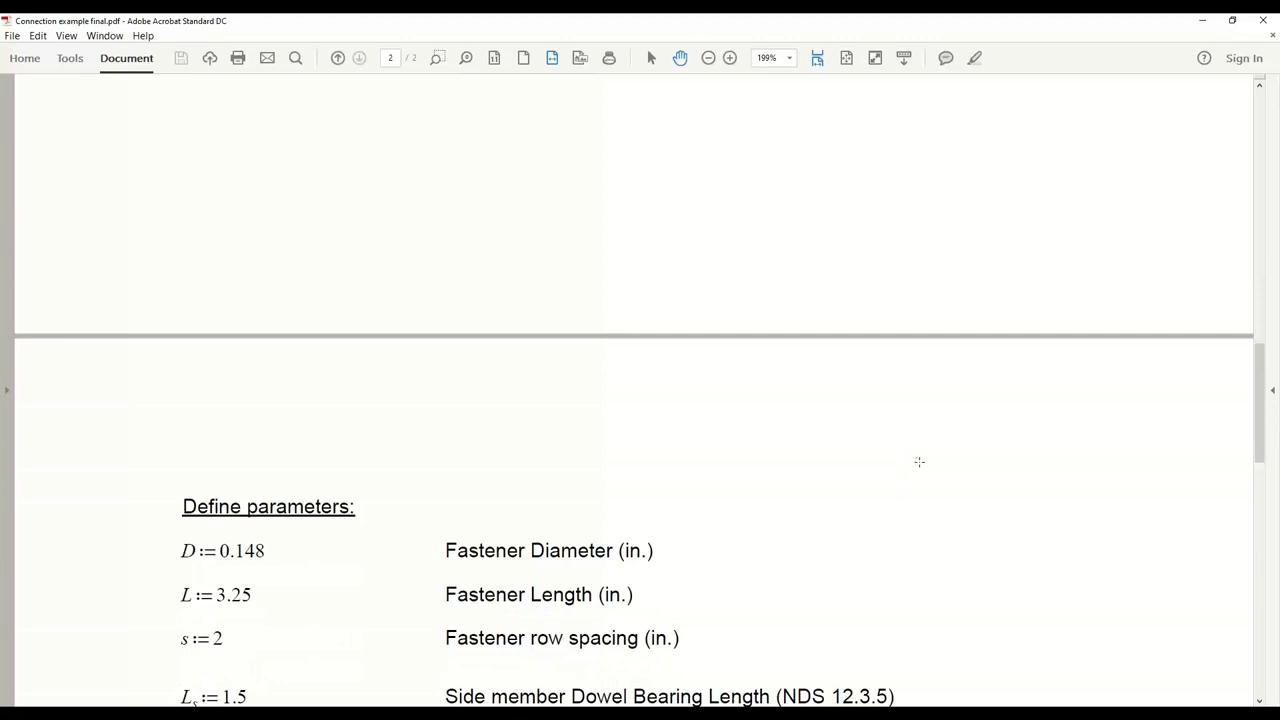 Connection example final.pdf - Adobe Acrobat Standard DC
File Edit View Window Help
Home Tools Document 2 / 2 199% Sign In
Define parameters:
D := 0.148 Fastener Diameter (in.)
L := 3.25 Fastener Length (in.)
s := 2 Fastener row spacing (in.)
Ls := 1.5 Side member Dowel Bearing Length (NDS 12.3.5)